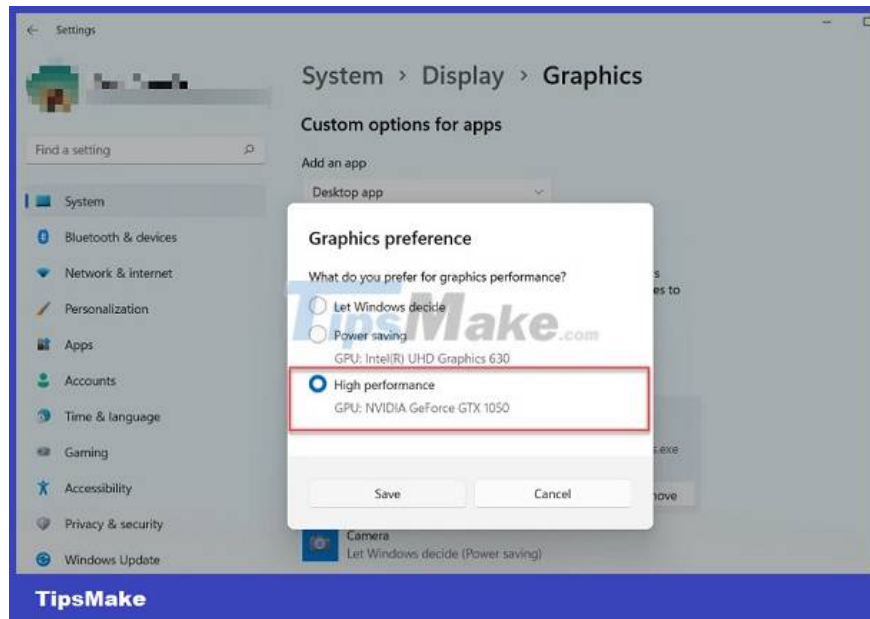 Settings
System > Display > Graphics
Custom options for apps
Find a setting
Add an app
Desktop app
System
Bluetooth & devices
Network & internet
Personalization
Apps
Accounts
Time & language
Gaming
Accessibility
Privacy & security
Windows Update
Graphics preference
What do you prefer for graphics performance?
Let Windows decide
Power saving
GPU: Intel(R) UHD Graphics 630
High performance
GPU: NVIDIA GeForce GTX 1050
Save
Cancel
es to
.exe
Camera
Let Windows decide (Power saving)
TipsMake.com
TipsMake